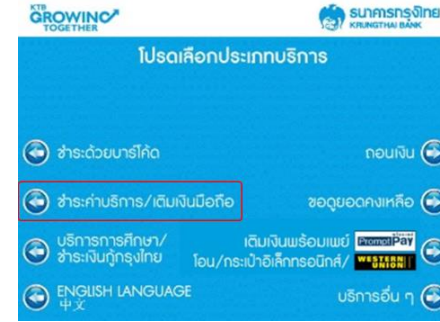 KTB
GROWING
TOGETHER
ธนาคารกรุงไทย
KRUNGTHAI BANK
โปรดเลือกประเภทบริการ
ชำระด้วยบาร์โค้ด
ถอนเงิน
ชำระค่าบริการ/เติมเงินมือถือ
ขอดูยอดคงเหลือ
บริการการศึกษา/
ชำระเงินกู้กรุงไทย
เติมเงินพร้อมเพย์ PromptPay
โอน/กระเป๋าอิเล็กทรอนิกส์/ WESTERN UNION
ENGLISH LANGUAGE
中文
บริการอื่น ๆ